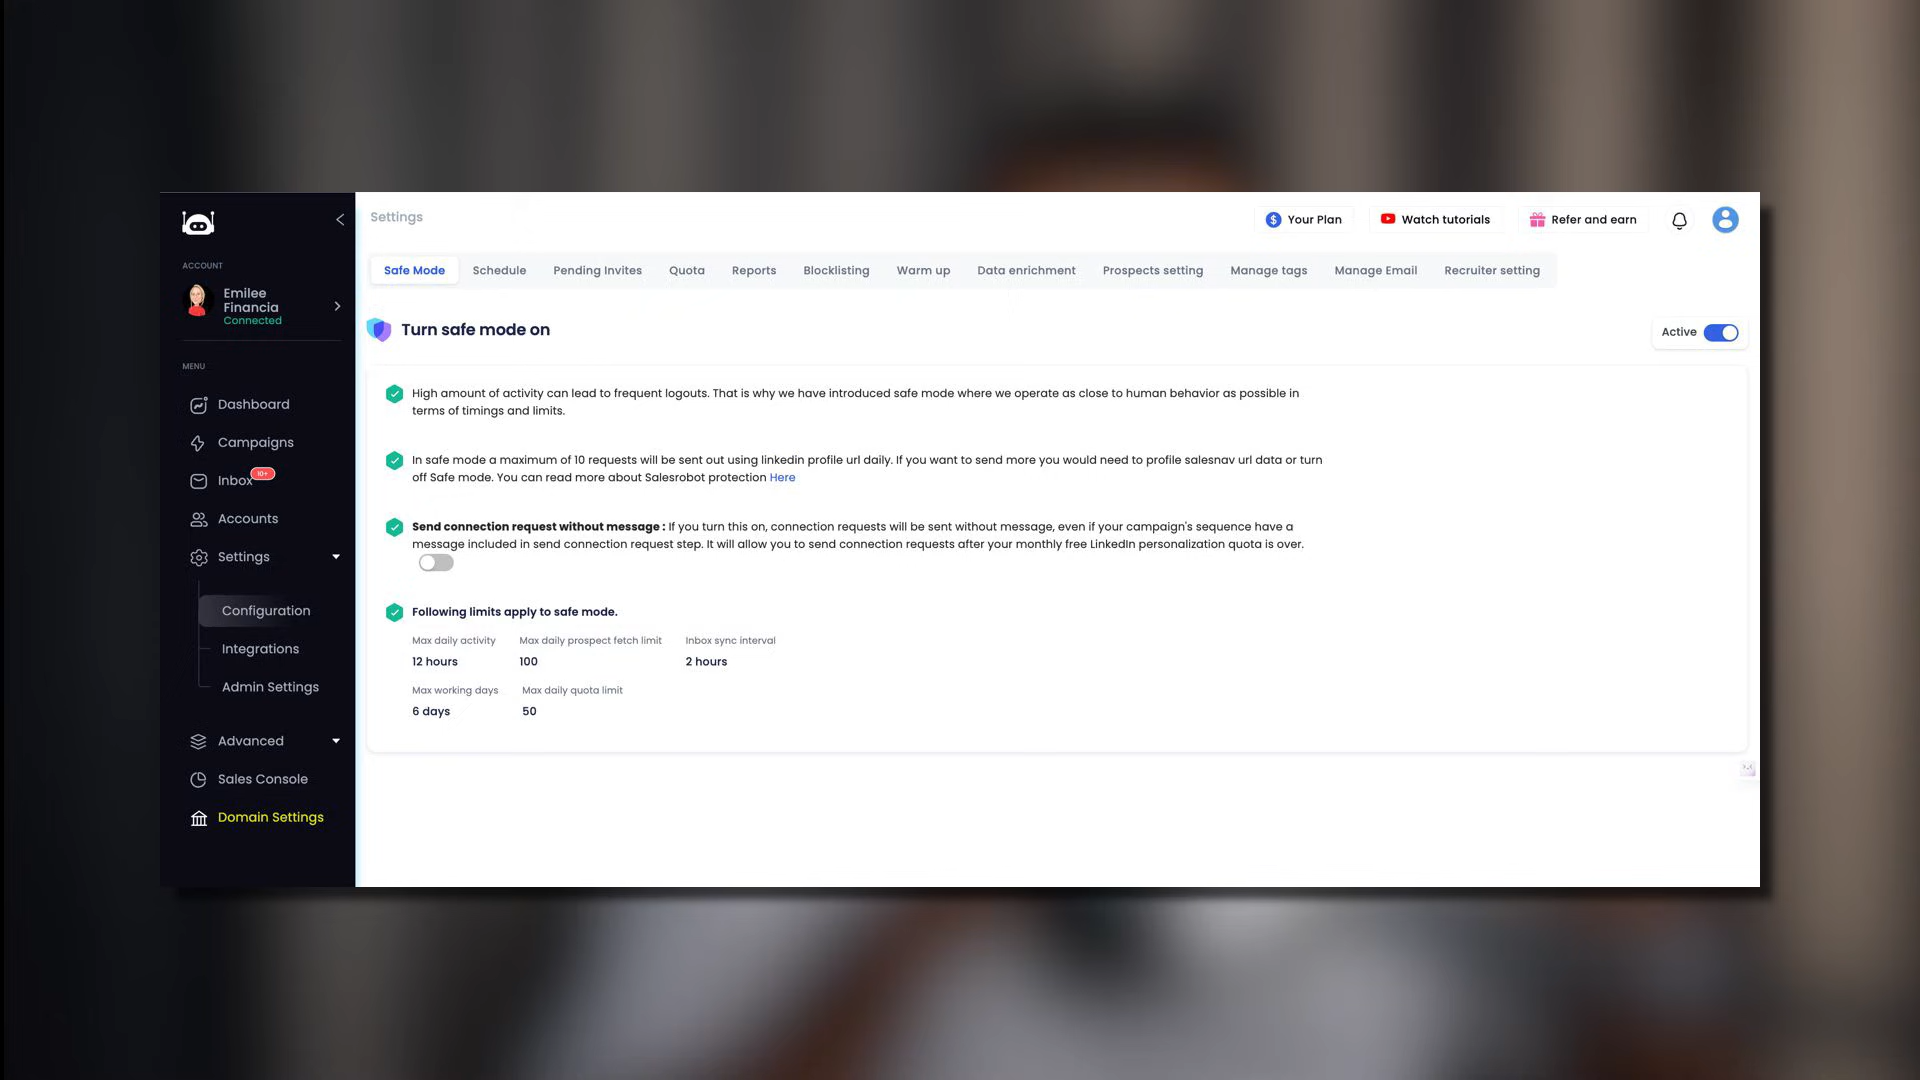 Settings
Your Plan
Watch tutorials
Refer and earn
ACCOUNT
Emilee
Financia
Connected
MENU
Dashboard
Campaigns
Inbox
10+
Accounts
Settings
Configuration
Integrations
Admin Settings
Advanced
Sales Console
Domain Settings
Safe Mode
Schedule
Pending Invites
Quota
Reports
Blocklisting
Warm up
Data enrichment
Prospects setting
Manage tags
Manage Email
Recruiter setting
Turn safe mode on
Active
High amount of activity can lead to frequent logouts. That is why we have introduced safe mode where we operate as close to human behavior as possible in
terms of timings and limits.
In safe mode a maximum of 10 requests will be sent out using linkedin profile url daily. If you want to send more you would need to profile salesnav url data or turn
off Safe mode. You can read more about Salesrobot protection Here
Send connection request without message : If you turn this on, connection requests will be sent without message, even if your campaign's sequence have a
message included in send connection request step. It will allow you to send connection requests after your monthly free LinkedIn personalization quota is over.
Following limits apply to safe mode.
Max daily activity
12 hours
Max daily prospect fetch limit
100
Inbox sync interval
2 hours
Max working days
6 days
Max daily quota limit
50